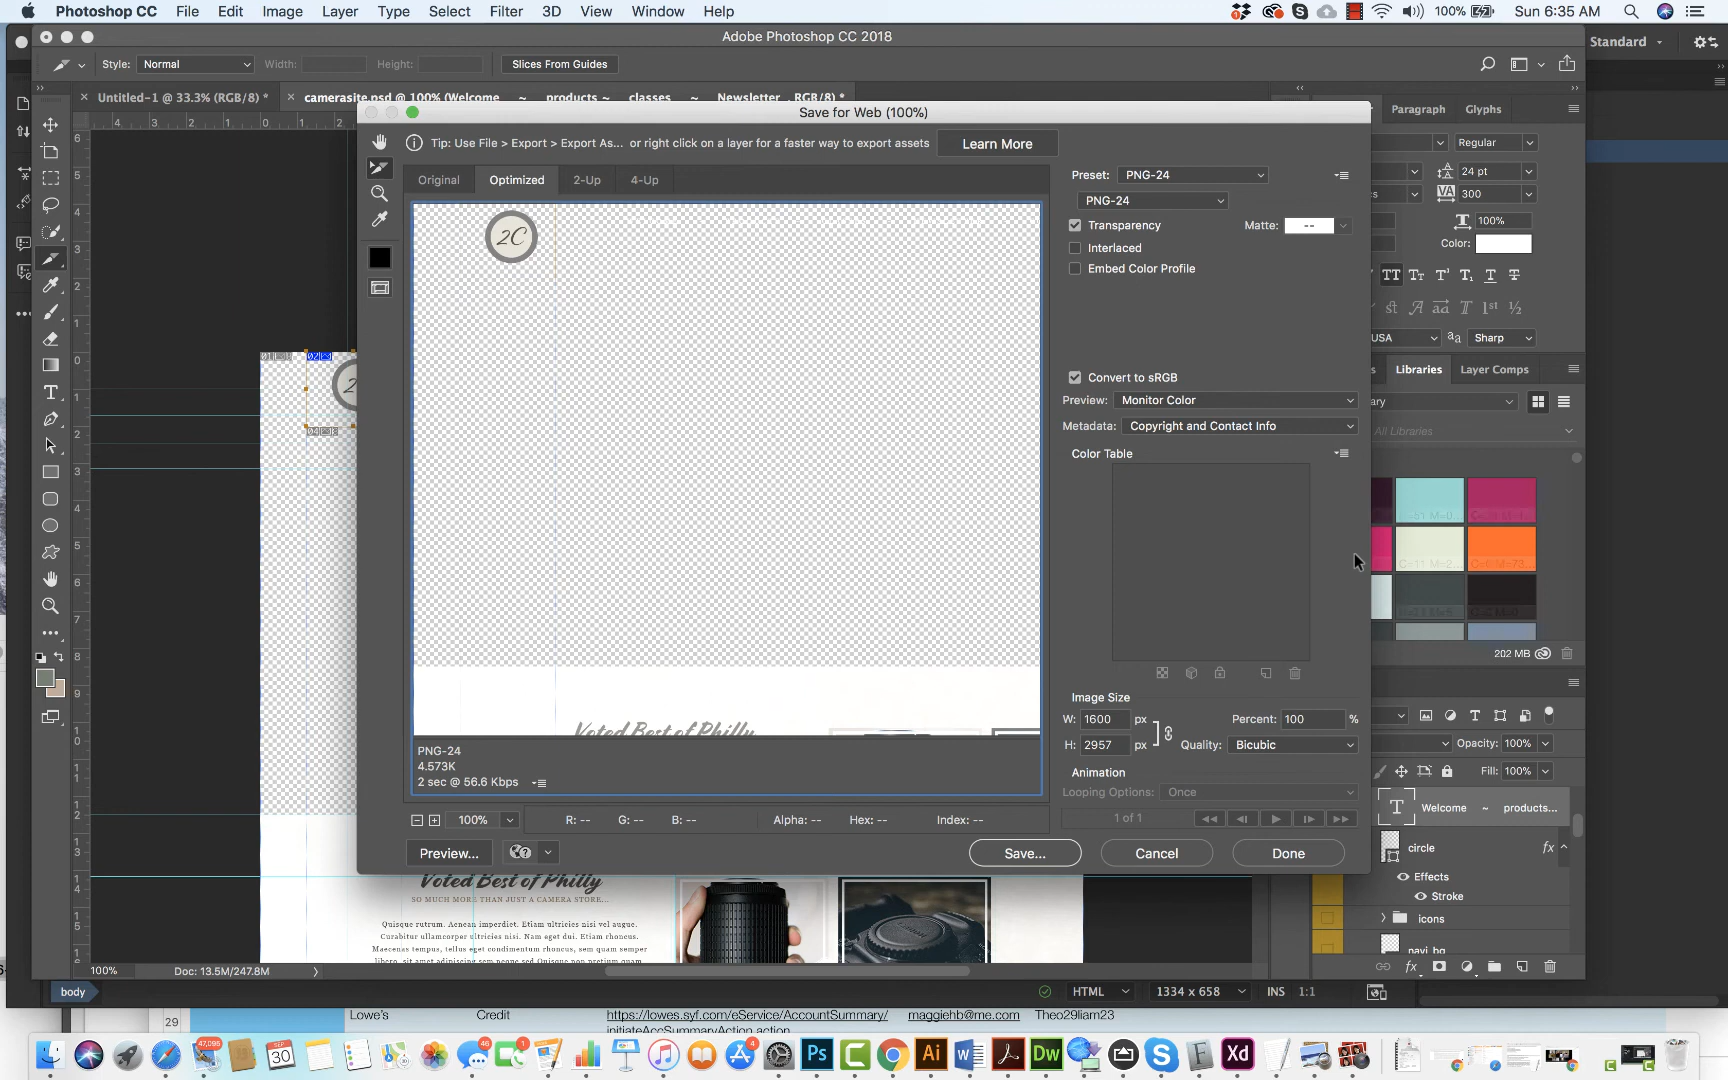 Photoshop CC File Edit Image Layer Type Select Filter 3D View Window Help 100% Sun 6:35 AM
Adobe Photoshop CC 2018
Standard
Style: Normal Width: Height: Slices From Guides
Untitled-1 @ 33.3% (RGB/8) * camerasite.psd @ 100% (Welcome ~ products ~ classes ~ Newsletter , RGB/8) *
Save for Web (100%)
Tip: Use File > Export > Export As... or right click on a layer for a faster way to export assets Learn More
Original Optimized 2-Up 4-Up
Preset: PNG-24
PNG-24
Transparency Matte: --
Interlaced
Embed Color Profile
Convert to sRGB
Preview: Monitor Color
Metadata: Copyright and Contact Info
Color Table
Image Size
W: 1600 px Percent: 100 %
H: 2957 px Quality: Bicubic
Animation
Looping Options: Once
1 of 1
2C
Voted Best of Philly
PNG-24
4.573K
2 sec @ 56.6 Kbps
100% R: -- G: -- B: -- Alpha: -- Hex: -- Index: --
Preview... Save... Cancel Done
Paragraph Glyphs
Regular
24 pt
300
100%
Color:
USA Sharp
Libraries Layer Comps
All Libraries
202 MB
Opacity: 100%
Fill: 100%
Welcome ~ products...
circle fx
Effects
Stroke
icons
navi bg
Voted Best of Philly
SO MUCH MORE THAN JUST A CAMERA STORE...
Quisque rutrum. Aenean imperdiet. Etiam ultricies nisi vel augue.
Curabitur ullamcorper ultricies nisi. Nam eget dui. Etiam rhoncus.
Maecenas tempus, tellus eget condimentum rhoncus, sem quam semper
100% Doc: 13.5M/247.8M
body HTML 1334 x 658 INS 1:1
29 Lowe's Credit https://lowes.syf.com/eService/AccountSummary/ maggiehb@me.com Theo29liam23
initiateAccSummaryAction.action